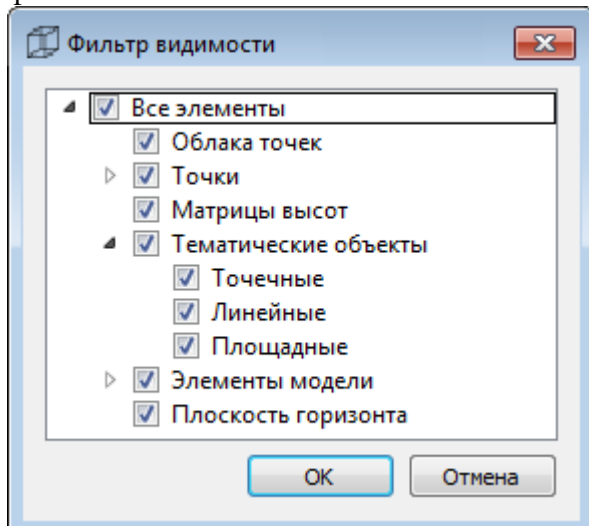 Фильтр видимости
Все элементы
Облака точек
Точки
Матрицы высот
Тематические объекты
Точечные
Линейные
Площадные
Элементы модели
Плоскость горизонта
ОК Отмена